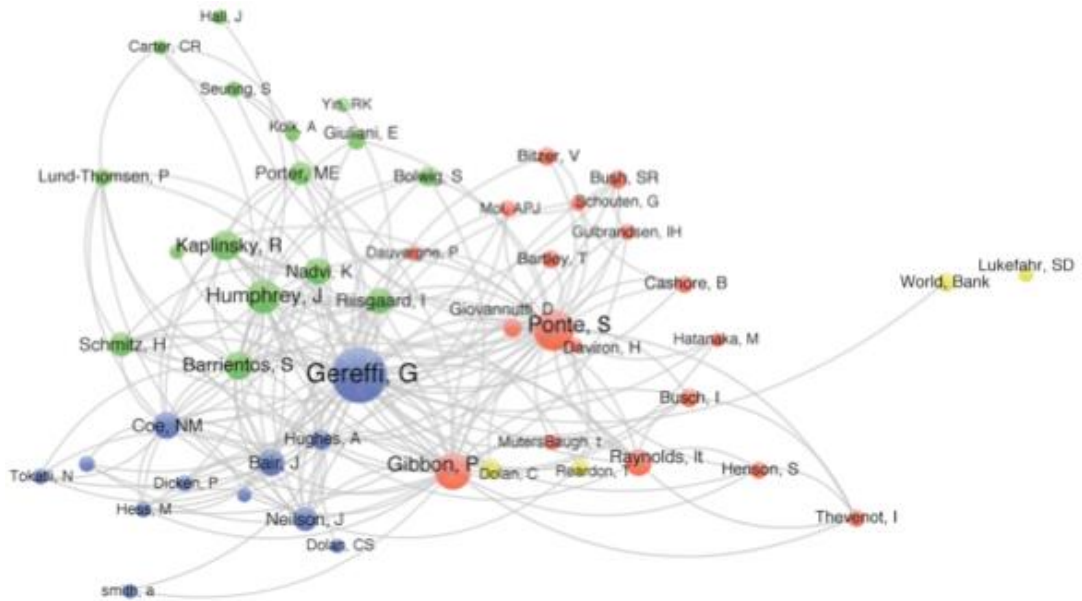 Hall, J
Carter, CR
Seuring, S
Yin, RK
Kolk, A
Giuliani, E
Lund-Thomsen, P
Porter, ME
Bolwig, S
Bitzer, V
Bush, SR
Schouten, G
Mol, APJ
Gulbrandsen, IH
Kaplinsky, R
Dauvergne, P
Bartley, T
Nadvi, K
Lukefahr, SD
World, Bank
Cashore, B
Humphrey, J
Riisgaard, I
Giovannutti, D
Ponte, S
Hatanaka, M
Schmitz, H
Daviron, H
Barrientos, S
Gereffi, G
Busch, I
Coe, NM
Hughes, A
MutersBaugh, t
Raynolds, lt
Bair, J
Gibbon, P
Dolan, C
Reardon, T
Henson, S
Tokatli, N
Dicken, P
Hess, M
Neilson, J
Thevenot, I
Dolan, CS
smith, a